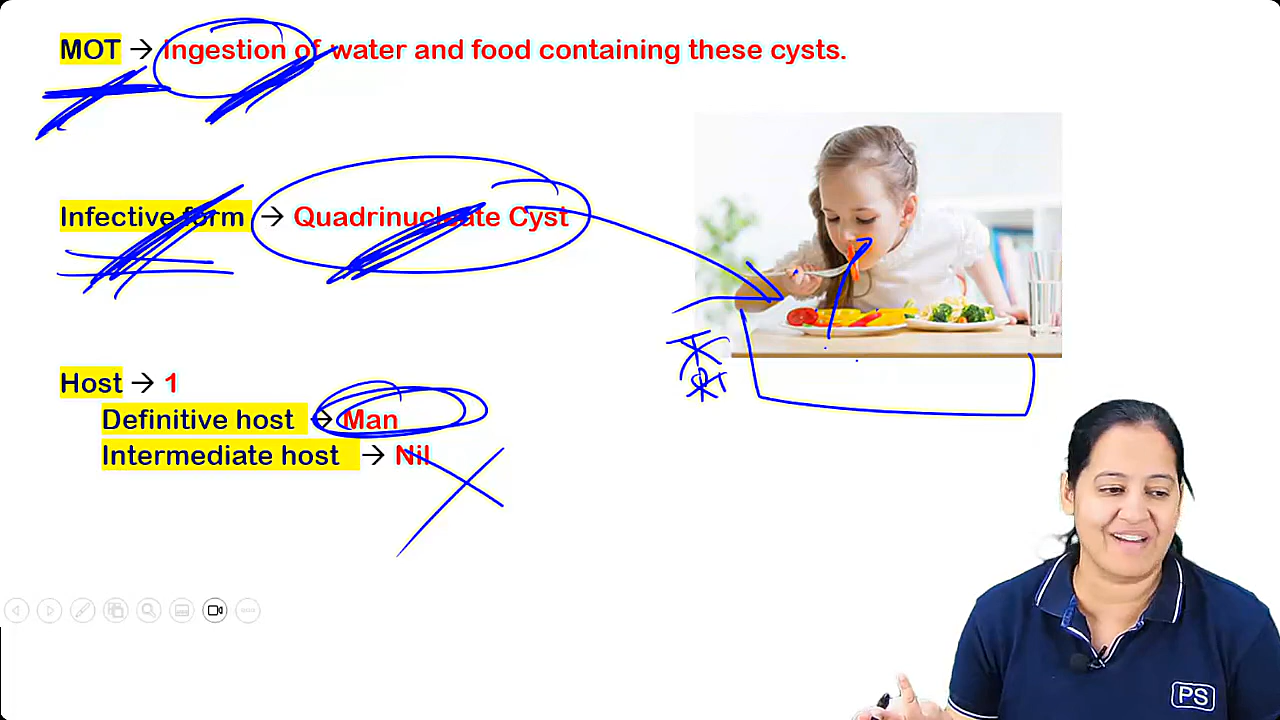 MOT → Ingestion of water and food containing these cysts.
Infective form → Quadrinucleate Cyst
Host → 1
Definitive host → Man
Intermediate host → Nil
PS